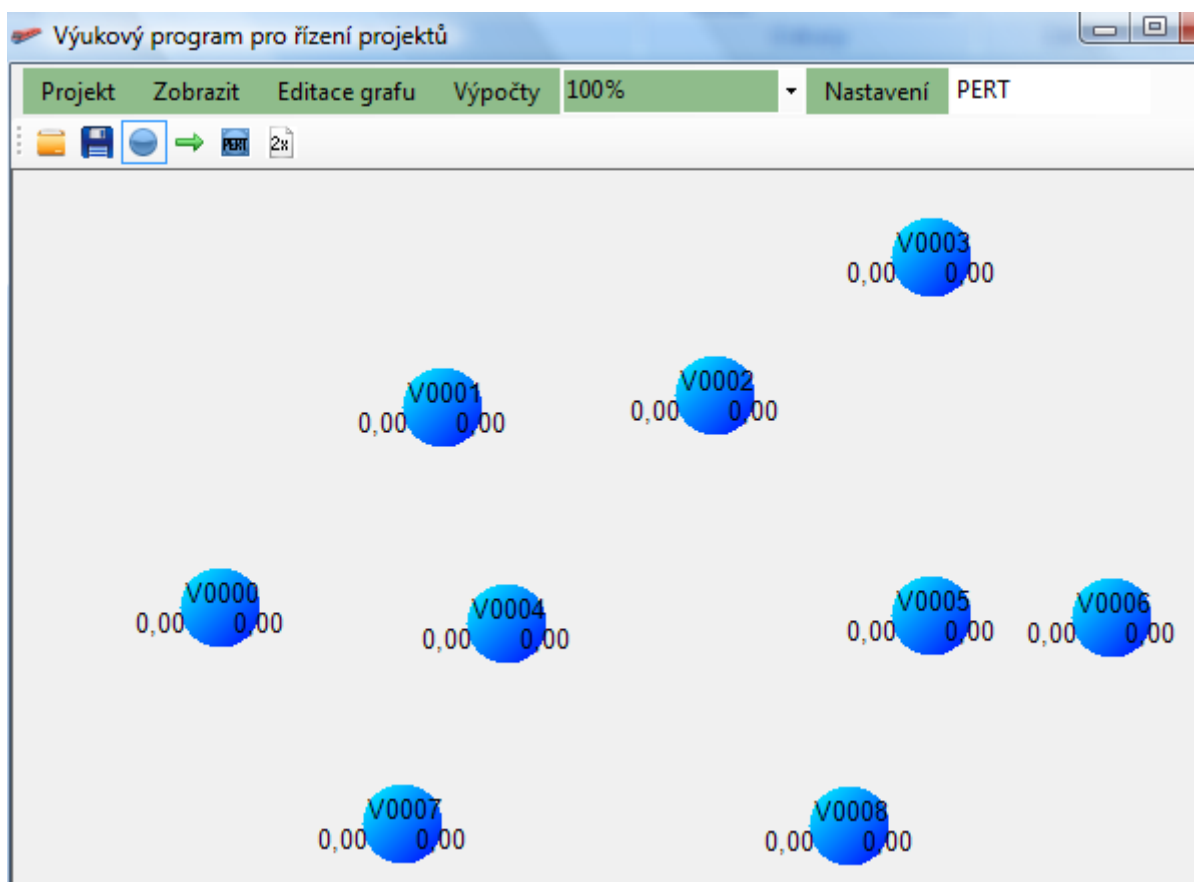 Výukový program pro řízení projektů
Projekt Zobrazit Editace grafu Výpočty 100% Nastavení PERT
PERT 2x
V0003
0,00 0,00
V0002
0,00 0,00
V0001
0,00 0,00
V0000
0,00 0,00
V0004
0,00 0,00
V0005
0,00 0,00
V0006
0,00 0,00
V0007
0,00 0,00
V0008
0,00 0,00